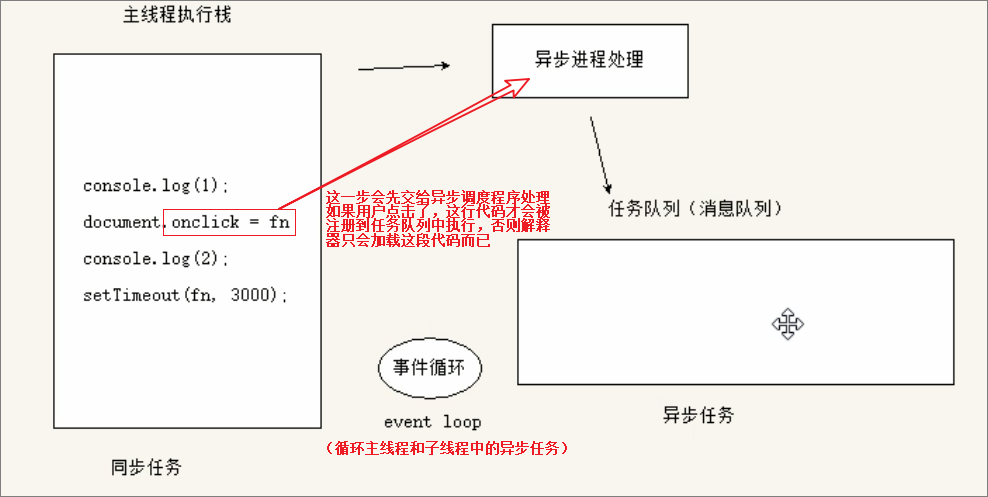 主线程执行栈
异步进程处理
console.log(1);
document.onclick = fn
console.log(2);
setTimeout(fn, 3000);
这一步会先交给异步调度程序处理
如果用户点击了，这行代码才会被
注册到任务队列中执行，否则解释
器只会加载这段代码而已
任务队列（消息队列）
事件循环
event loop
（循环主线程和子线程中的异步任务）
异步任务
同步任务